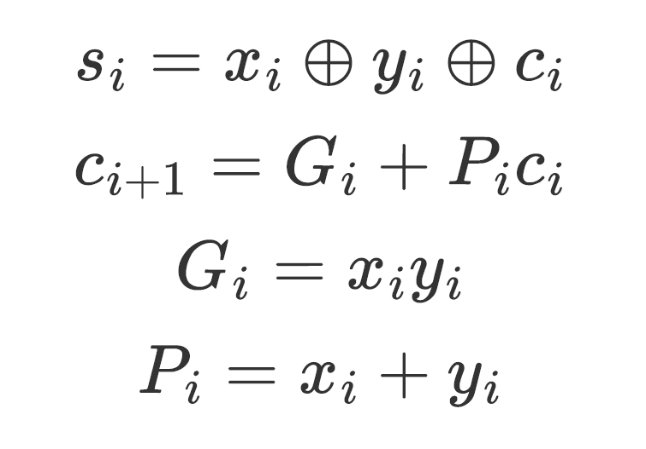 s_i = x_i ⊕ y_i ⊕ c_i
c_{i+1} = G_i + P_i c_i
G_i = x_i y_i
P_i = x_i + y_i